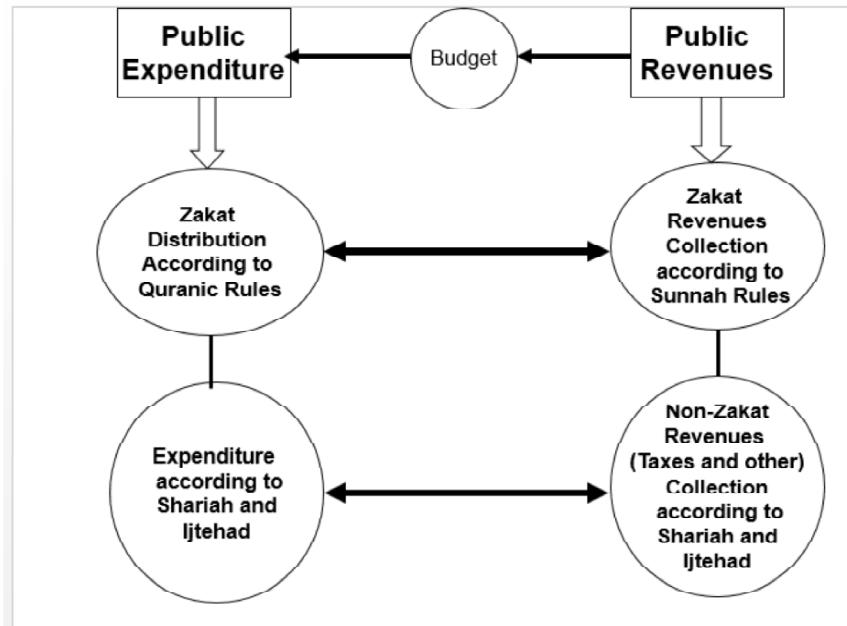 Public
Expenditure
Budget
Public
Revenues
Zakat
Distribution
According to
Quranic Rules
Zakat
Revenues
Collection
according to
Sunnah Rules
Expenditure
according to
Shariah and
Ijtehad
Non-Zakat
Revenues
(Taxes and other)
Collection
according to
Shariah and
Ijtehad